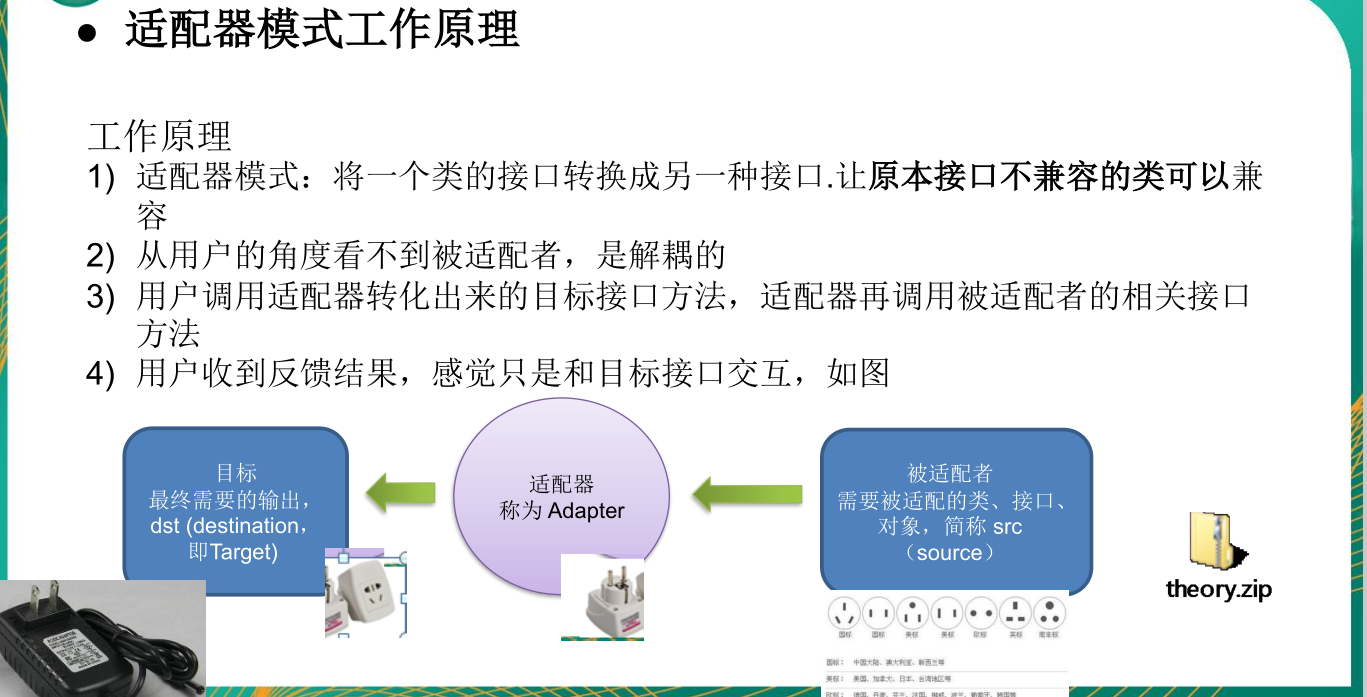 ● 适配器模式工作原理
工作原理
1) 适配器模式：将一个类的接口转换成另一种接口.让原本接口不兼容的类可以兼
容
2) 从用户的角度看不到被适配者，是解耦的
3) 用户调用适配器转化出来的目标接口方法，适配器再调用被适配者的相关接口
方法
4) 用户收到反馈结果，感觉只是和目标接口交互，如图
目标
最终需要的输出，
dst (destination，
即Target)
适配器
称为 Adapter
被适配者
需要被适配的类、接口、
对象，简称 src
（source）
theory.zip
国标 国标 美标 美标 欧标 英标 南非标
国标： 中国大陆、澳大利亚、新西兰等
美标： 美国、加拿大、日本、台湾地区等